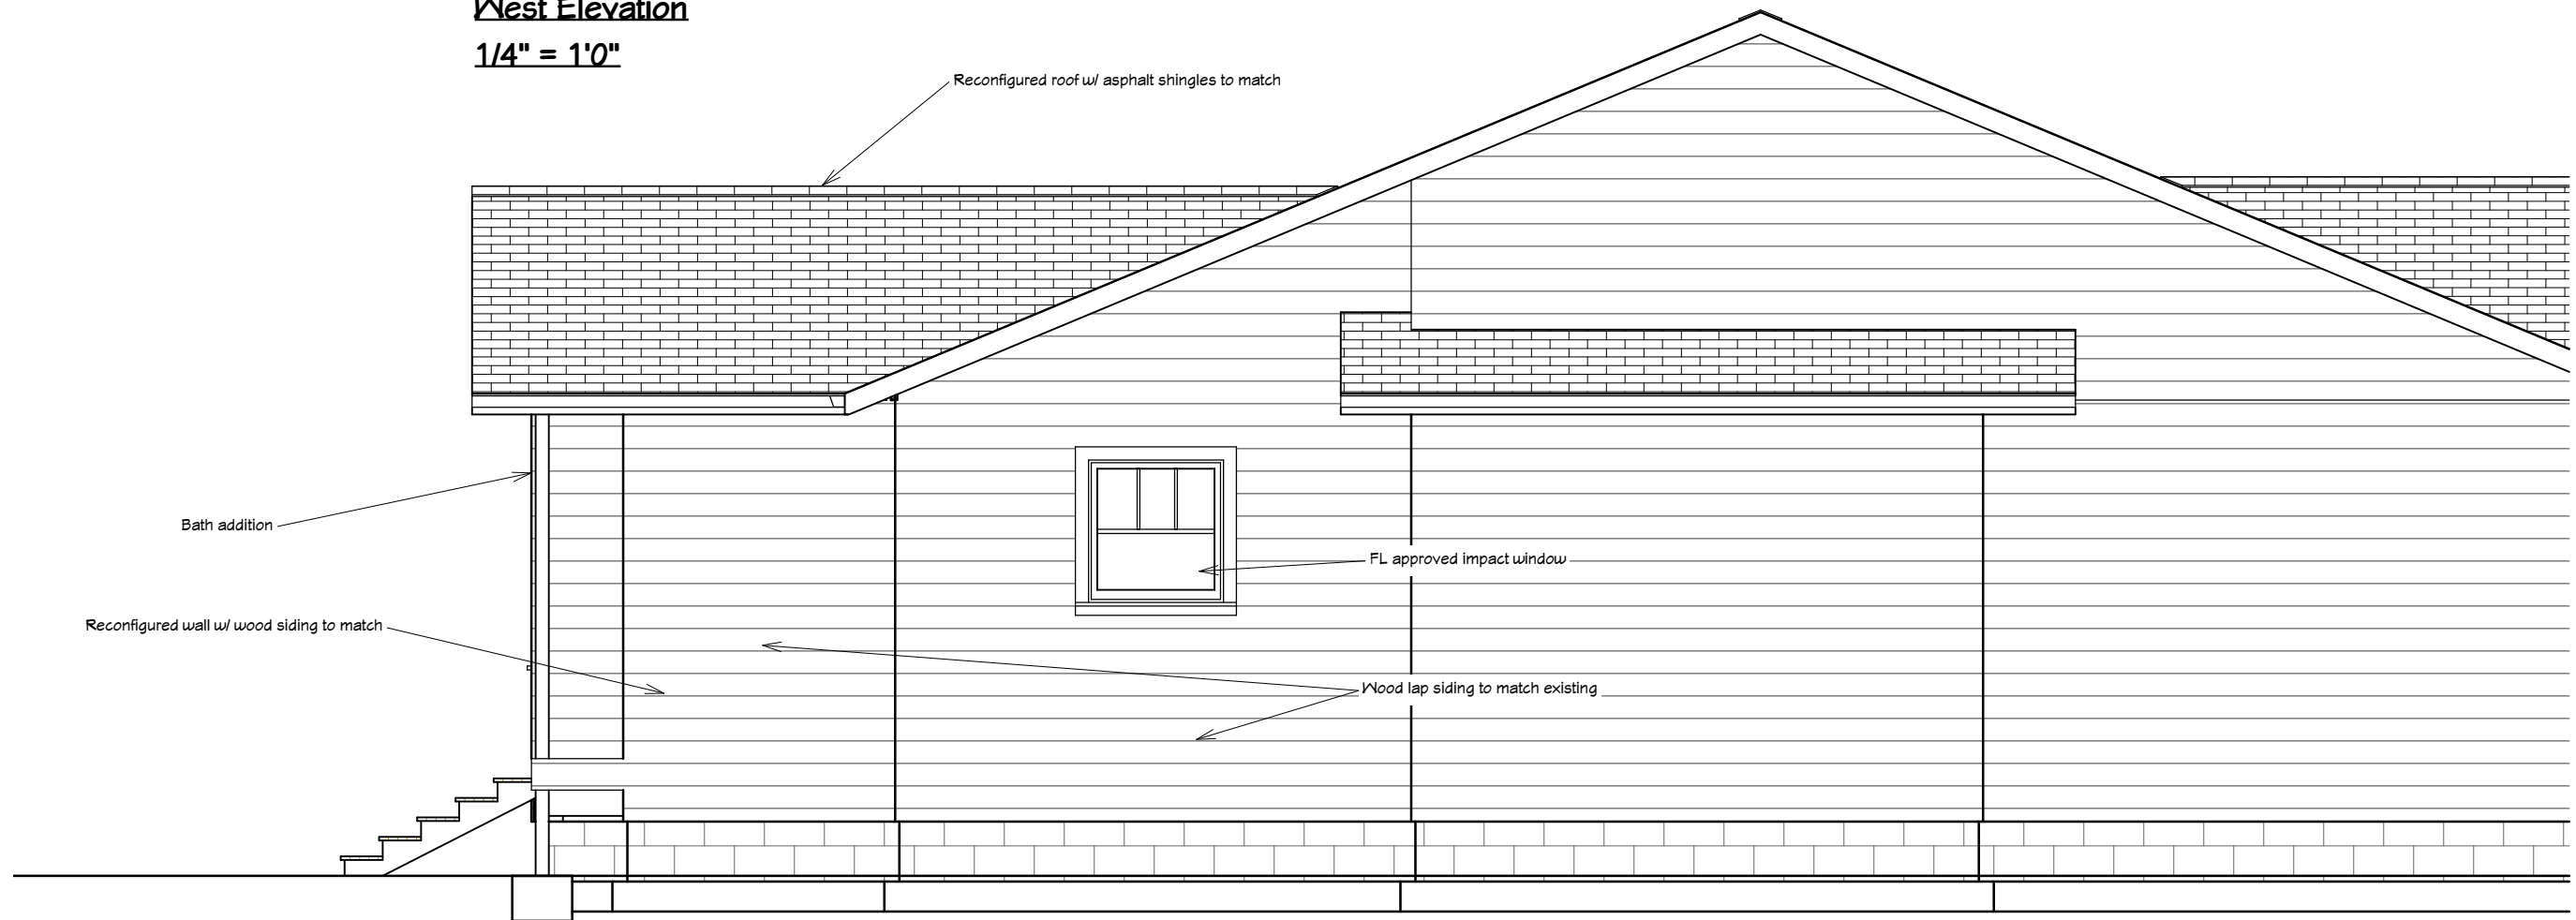 West Elevation
1/4" = 1'0"
Reconfigured roof w/ asphalt shingles to match
Bath addition
FL approved impact window
Reconfigured wall w/ wood siding to match
Wood lap siding to match existing